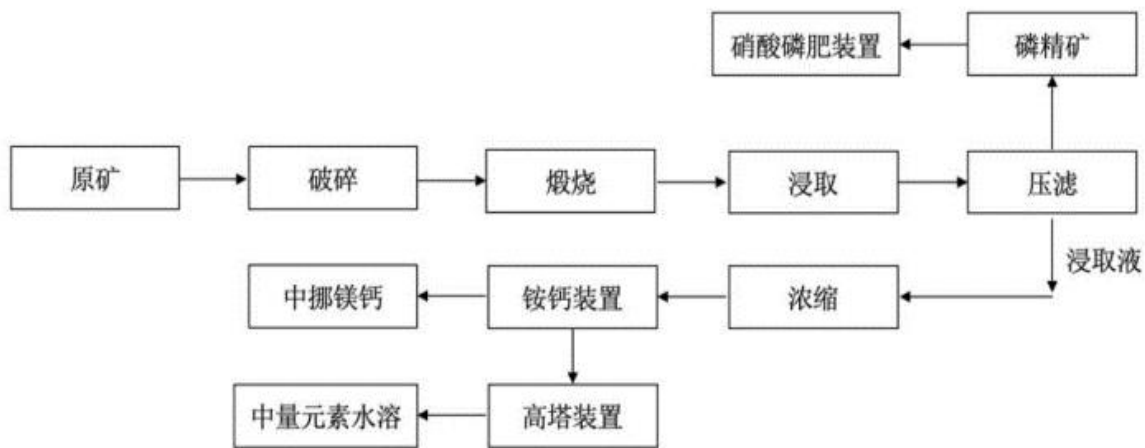 硝酸磷肥装置
磷精矿
原矿
破碎
煅烧
浸取
压滤
浸取液
中挪镁钙
铵钙装置
浓缩
中量元素水溶
高塔装置